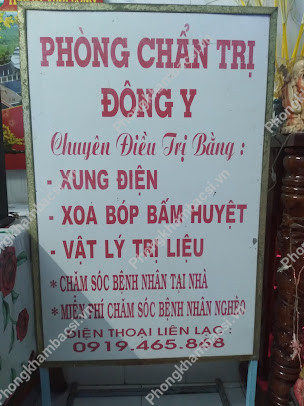 PHÒNG CHẨN TRỊ
ĐÔNG Y
Chuyên Điều Trị Bằng :
- XUNG ĐIỆN
- XOA BÓP BẤM HUYỆT
- VẬT LÝ TRỊ LIỆU
* CHĂM SÓC BỆNH NHÂN TẠI NHÀ
* MIỄN PHÍ CHĂM SÓC BỆNH NHÂN NGHÈO
ĐIỆN THOẠI LIÊN LẠC :
0919.465.868
Phongkhambacsi.vn